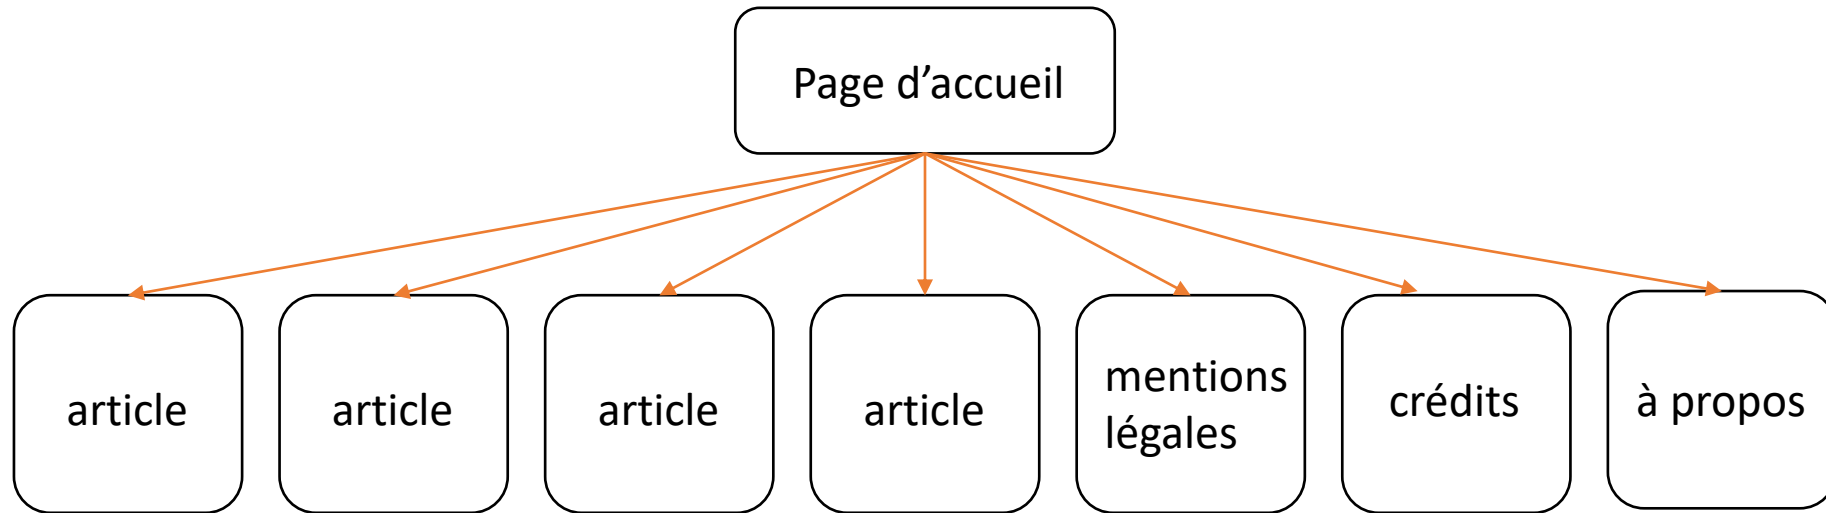 Page d’accueil
article
article
article
article
mentions
légales
crédits
à propos